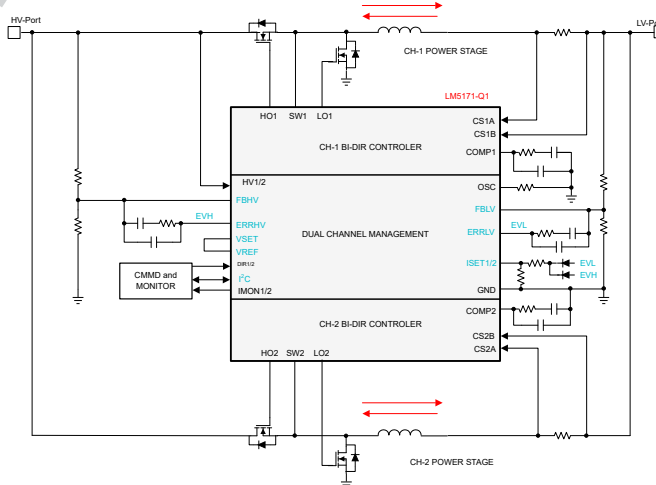 HV-Port
LV-Po
CH-1 POWER STAGE
LM5171-Q1
HO1
SW1
LO1
CS1A
CS1B
CH-1 BI-DIR CONTROLER
COMP1
HV1/2
OSC
FBHV
FBLV
EVH
ERRHV
DUAL CHANNEL MANAGEMENT
ERRLV
EVL
VSET
VREF
DIR1/2
ISET1/2
EVL
EVH
CMMD and
MONITOR
I²C
IMON1/2
GND
COMP2
CH-2 BI-DIR CONTROLER
CS2B
CS2A
HO2
SW2
LO2
CH-2 POWER STAGE